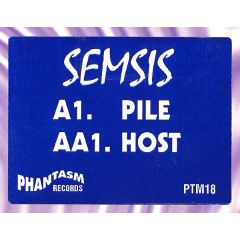 SEMSIS
A1. PILE
AA1. HOST
PHANTASM
RECORDS
PTM18